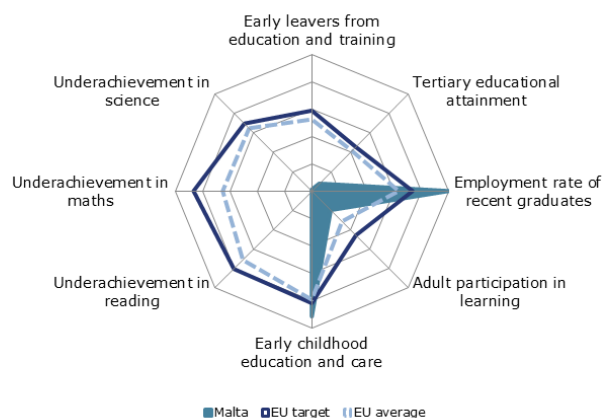 Early leavers from
education and training
Tertiary educational
attainment
Employment rate of
recent graduates
Adult participation in
learning
Early childhood
education and care
Underachievement in
reading
Underachievement in
maths
Underachievement in
science
Malta EU target EU average